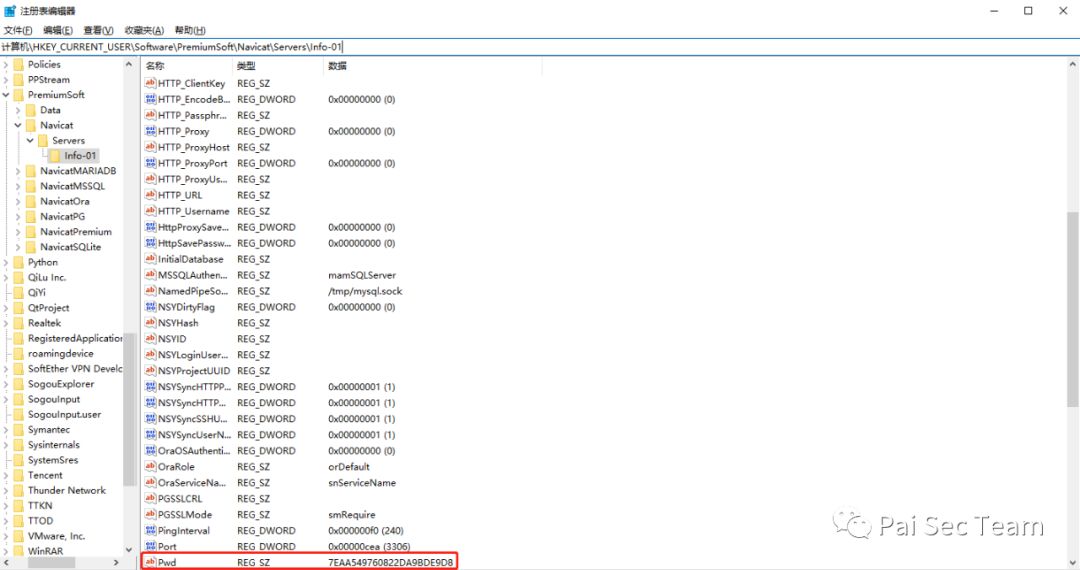 注册表编辑器
文件(F) 编辑(E) 查看(V) 收藏夹(A) 帮助(H)
计算机\HKEY_CURRENT_USER\Software\PremiumSoft\Navicat\Servers\Info-01
Policies
PPStream
PremiumSoft
Data
Navicat
Servers
Info-01
NavicatMARIADB
NavicatMSSQL
NavicatOra
NavicatPG
NavicatPremium
NavicatSQLite
Python
QiLu Inc.
QiYi
QtProject
Realtek
RegisteredApplication
roamingdevice
SoftEther VPN Develc
SogouExplorer
SogouInput
SogouInput.user
Symantec
Sysinternals
SystemSres
Tencent
Thunder Network
TTKN
TTOD
VMware, Inc.
WinRAR
名称 类型 数据
HTTP_ClientKey REG_SZ
HTTP_EncodeB... REG_DWORD 0x00000000 (0)
HTTP_Passphr... REG_SZ
HTTP_Proxy REG_DWORD 0x00000000 (0)
HTTP_ProxyHost REG_SZ
HTTP_ProxyPort REG_DWORD 0x00000000 (0)
HTTP_ProxyUs... REG_SZ
HTTP_URL REG_SZ
HTTP_Username REG_SZ
HttpProxySave... REG_DWORD 0x00000000 (0)
HttpSavePassw... REG_DWORD 0x00000000 (0)
InitialDatabase REG_SZ
MSSQLAuthen... REG_SZ mamSQLServer
NamedPipeSo... REG_SZ /tmp/mysql.sock
NSYDirtyFlag REG_DWORD 0x00000000 (0)
NSYHash REG_SZ
NSYID REG_SZ
NSYLoginUser... REG_SZ
NSYProjectUUID REG_SZ
NSYSyncHTTPP... REG_DWORD 0x00000001 (1)
NSYSyncHTTP... REG_DWORD 0x00000001 (1)
NSYSyncSSHU... REG_DWORD 0x00000001 (1)
NSYSyncUserN... REG_DWORD 0x00000001 (1)
OraOSAuthenti... REG_DWORD 0x00000000 (0)
OraRole REG_SZ orDefault
OraServiceNa... REG_SZ snServiceName
PGSSLCRL REG_SZ
PGSSLMode REG_SZ smRequire
PingInterval REG_DWORD 0x000000f0 (240)
Port REG_DWORD 0x00000cea (3306)
Pwd REG_SZ 7EAA549760822DA9BDE9D8
Pai Sec Team